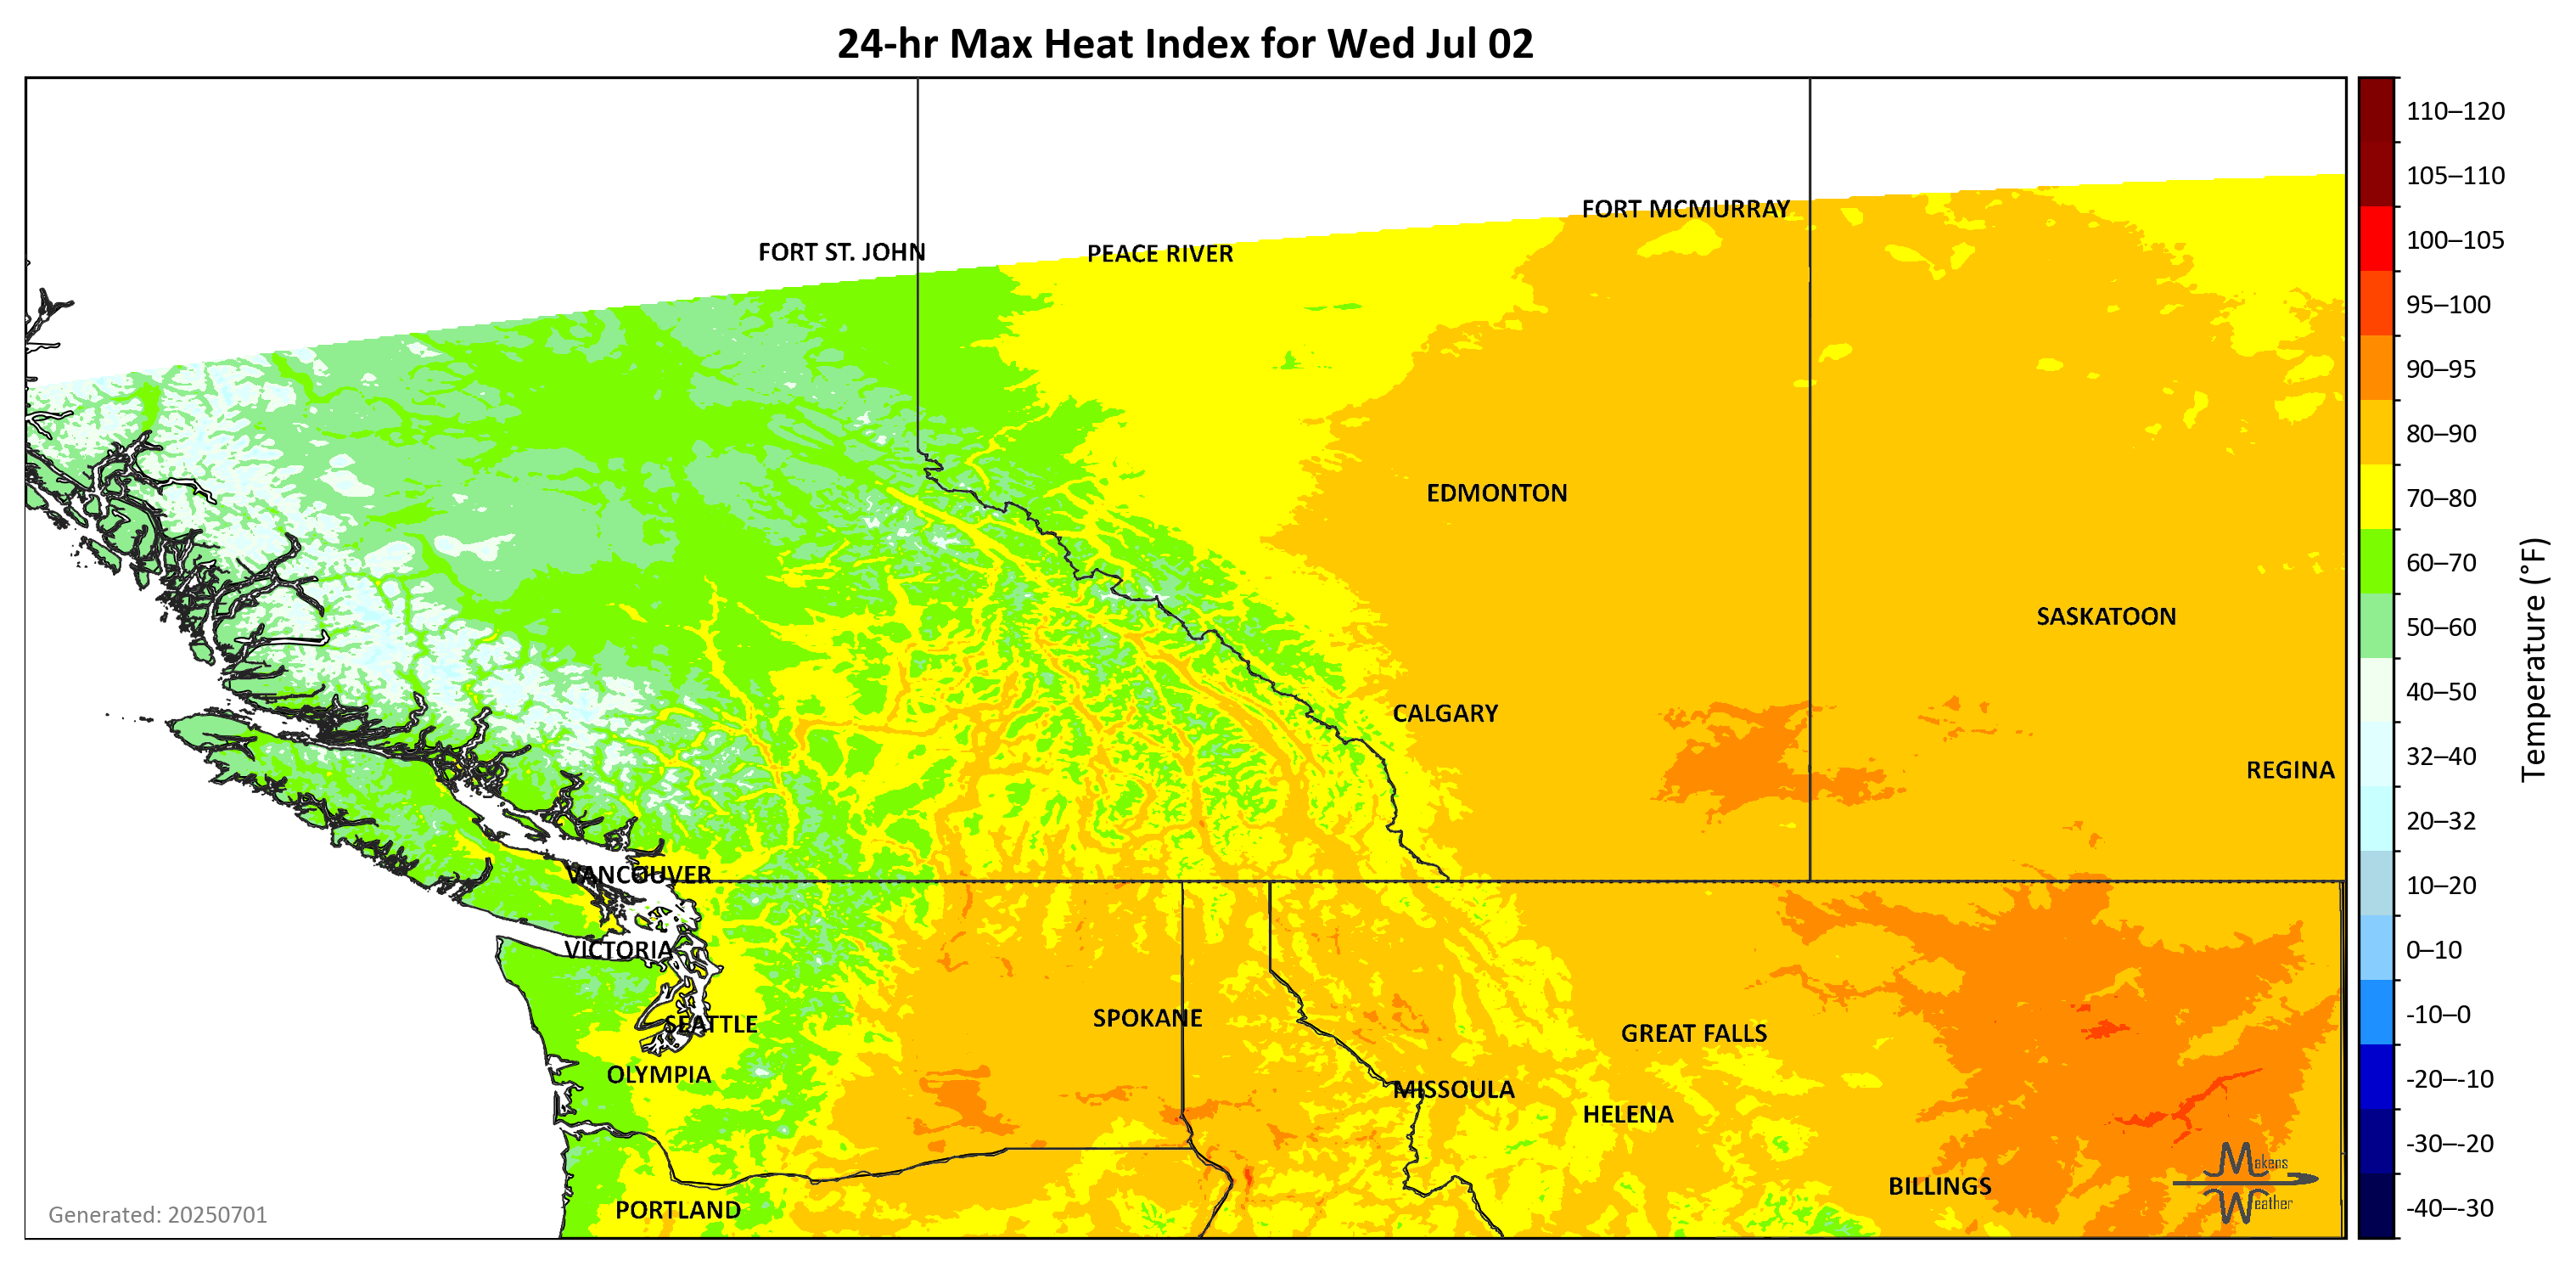 24-hr Max Heat Index for Wed Jul 02
FORT MCMURRAY
FORT ST. JOHN
PEACE RIVER
EDMONTON
SASKATOON
CALGARY
REGINA
VANCOUVER
VICTORIA
SEATTLE
SPOKANE
GREAT FALLS
OLYMPIA
MISSOULA
HELENA
BILLINGS
PORTLAND
Makens
Weather
Generated: 20250701
110–120
105–110
100–105
95–100
90–95
80–90
70–80
60–70
50–60
40–50
32–40
20–32
10–20
0–10
-10–0
-20–-10
-30–-20
-40–-30
Temperature (°F)